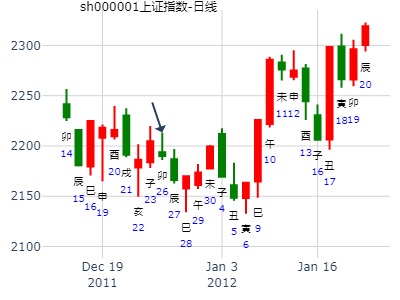 sh000001上证指数-日线
2300
2250
2200
2150
2100
卯
14
辰
15
巳
16
申
19
酉
20
戌
21
亥
22
子
23
卯
26
辰
27
巳
28
午
29
未
30
子
4
丑
5
寅
6
巳
9
午
10
未
11
申
12
酉
13
子
16
丑
17
寅
18
卯
19
辰
20
Dec 19
2011
Jan 3
2012
Jan 16